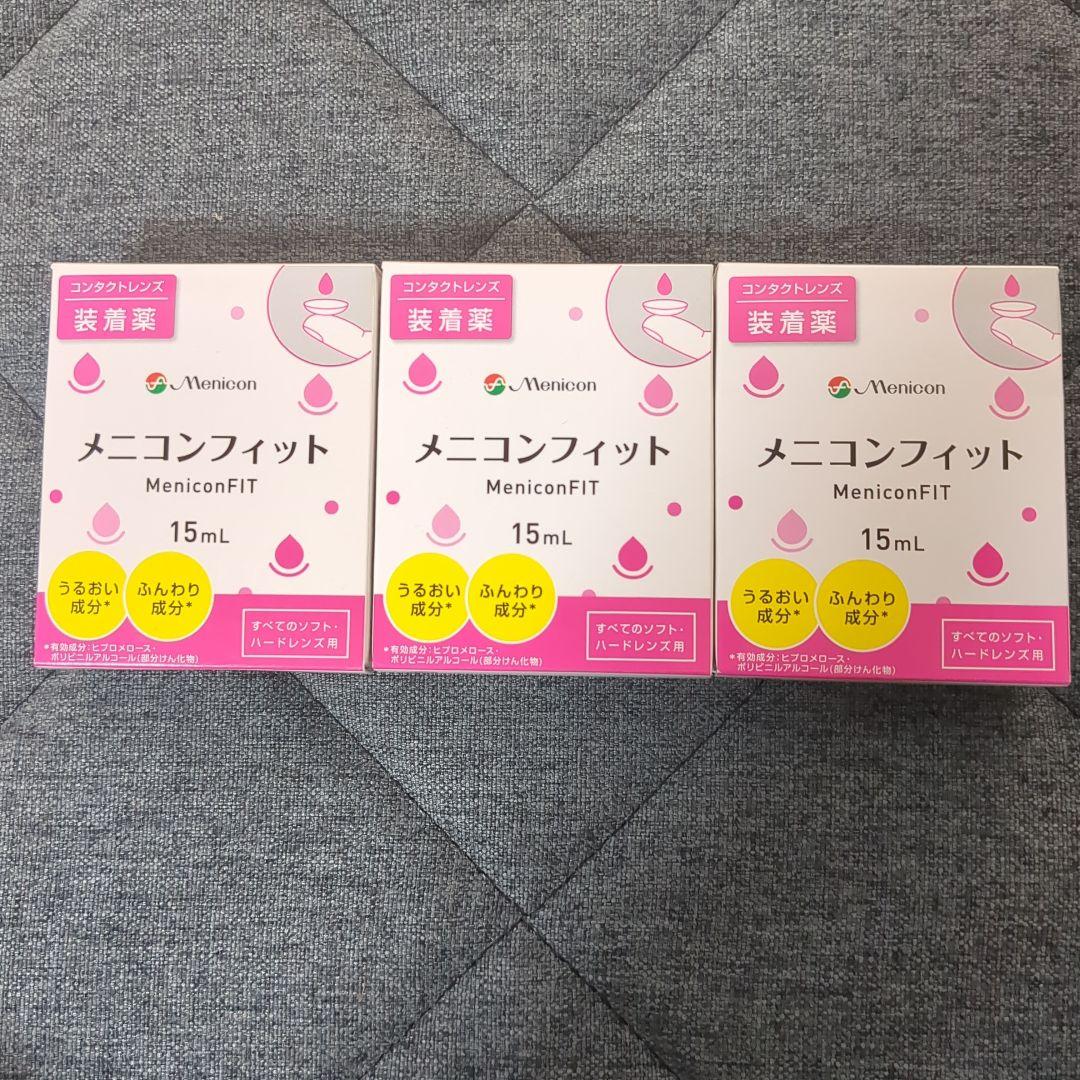 コンタクトレンズ
装着薬
Menicon
メニコンフィット
MeniconFIT
15mL
うるおい
成分*
ふんわり
成分*
すべてのソフト・
ハードレンズ用
*有効成分:ヒプロメロース・
ポリビニルアルコール(部分けん化物)
コンタクトレンズ
装着薬
Menicon
メニコンフィット
MeniconFIT
15mL
うるおい
成分*
ふんわり
成分*
すべてのソフト・
ハードレンズ用
*有効成分:ヒプロメロース・
ポリビニルアルコール(部分けん化物)
コンタクトレンズ
装着薬
Menicon
メニコンフィット
MeniconFIT
15mL
うるおい
成分*
ふんわり
成分*
すべてのソフト・
ハードレンズ用
*有効成分:ヒプロメロース・
ポリビニルアルコール(部分けん化物)